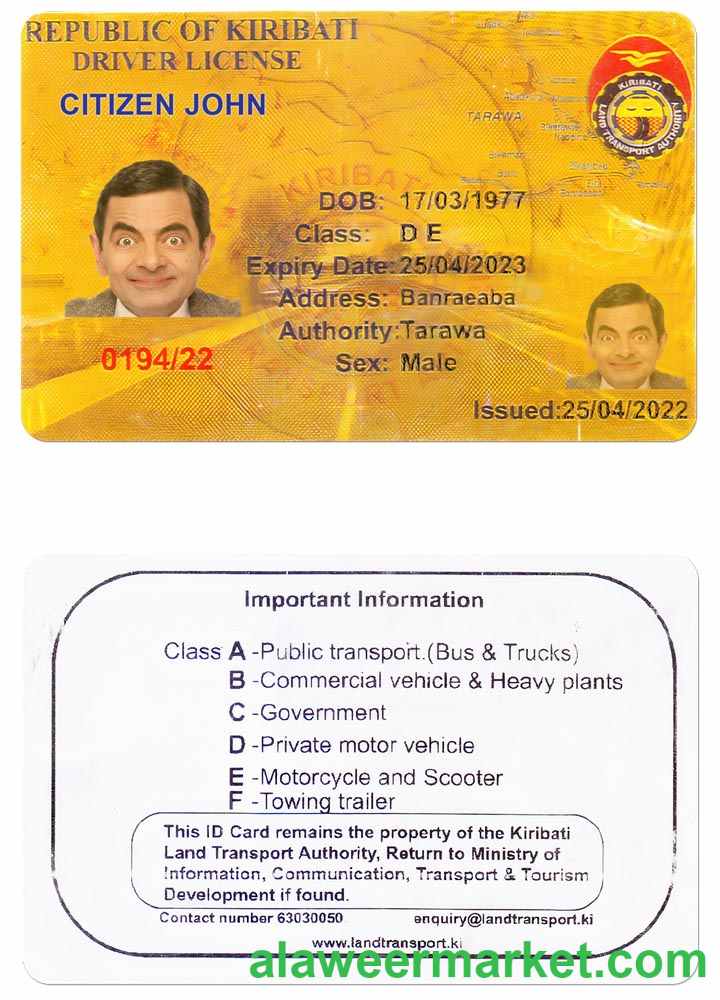 REPUBLIC OF KIRIBATI
DRIVER LICENSE
CITIZEN JOHN
KIRIBATI
LAND TRANSPORT AUTHORITY
TARAWA
KIRIBATI
DOB: 17/03/1977
Class: D E
Expiry Date: 25/04/2023
Address: Banraeaba
Authority:Tarawa
Sex: Male
0194/22
Issued:25/04/2022
Important Information
Class A -Public transport.(Bus & Trucks)
B -Commercial vehicle & Heavy plants
C -Government
D -Private motor vehicle
E -Motorcycle and Scooter
F -Towing trailer
This ID Card remains the property of the Kiribati
Land Transport Authority, Return to Ministry of
Information, Communication, Transport & Tourism
Development if found.
Contact number 63030050 enquiry@landtransport.ki
www.landtransport.ki
alaweermarket.com